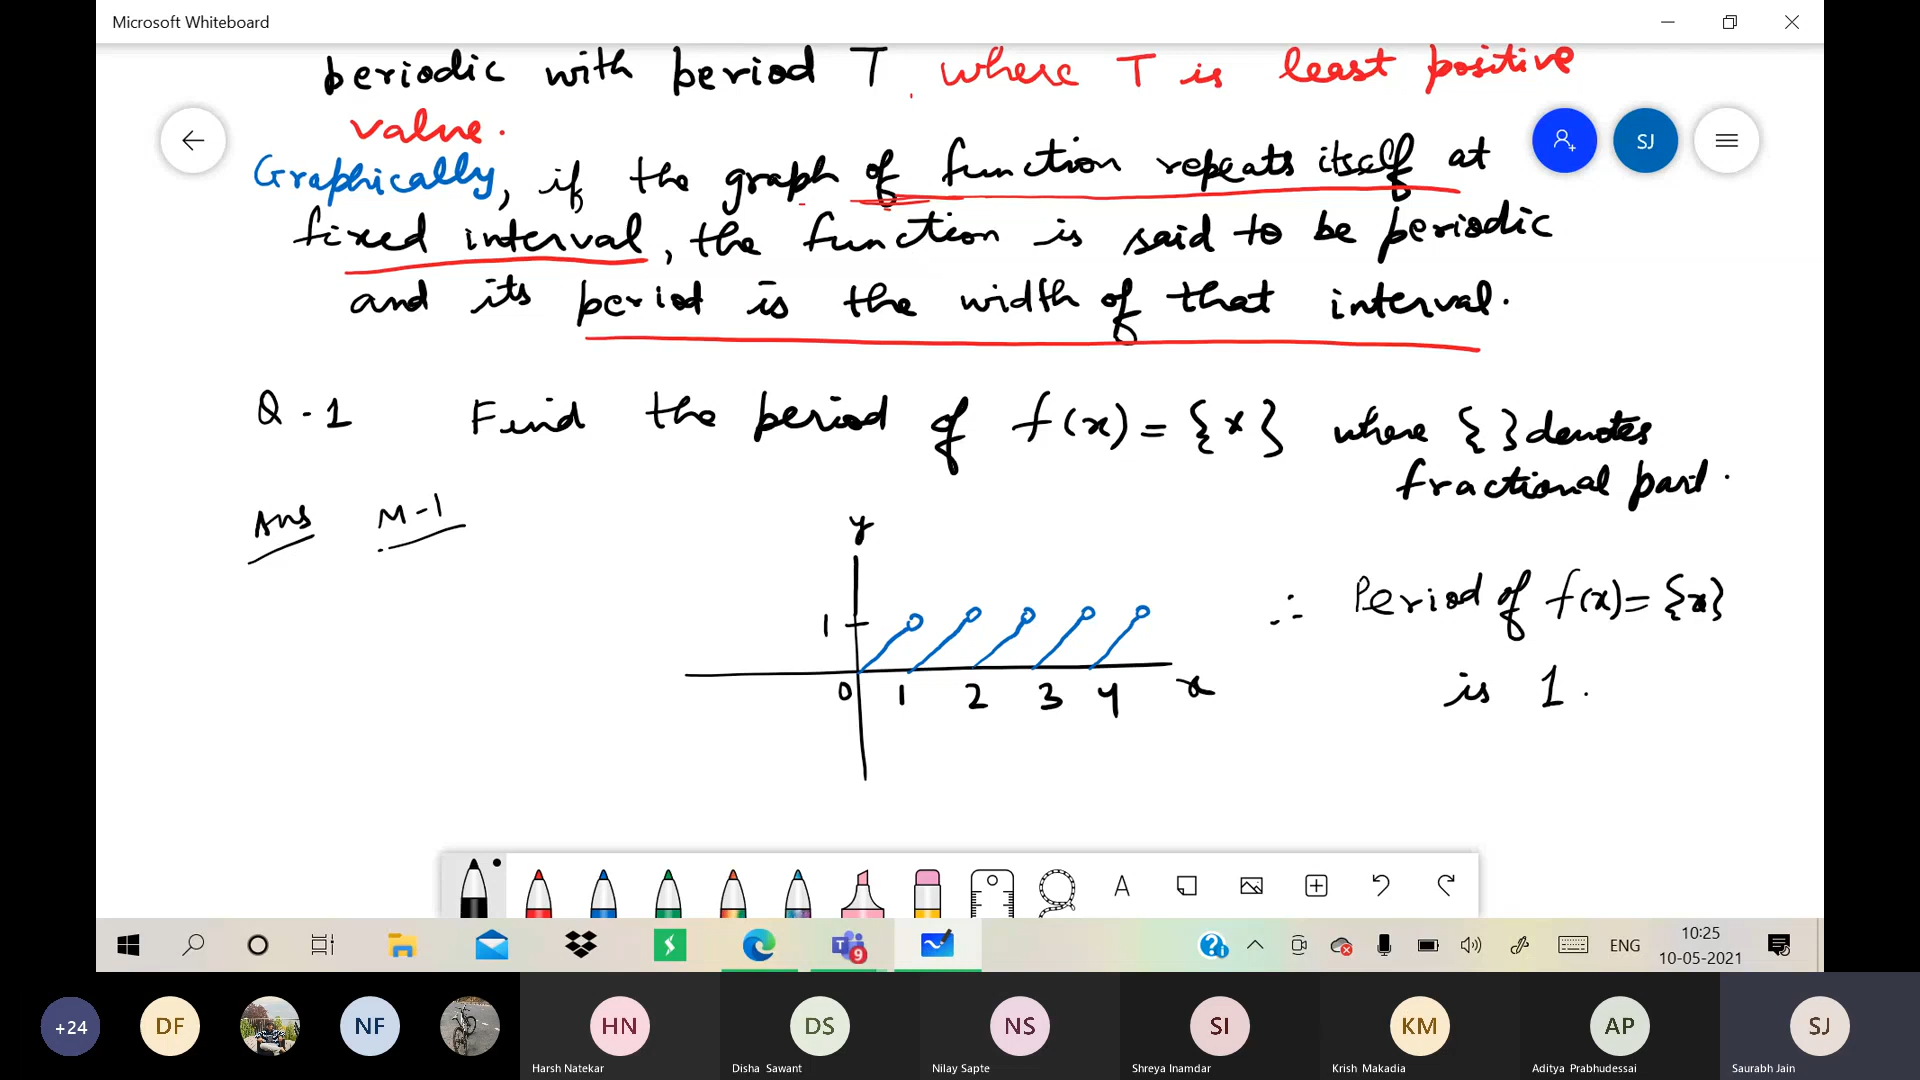 Microsoft Whiteboard
periodic with period T, where T is least positive
value.
Graphically, if the graph of function repeats itself at
fixed interval, the function is said to be periodic
and its period is the width of that interval.
SJ
Q-1 Find the period of f(x) = {x} where { } denotes
fractional part.
Ans M-1
y
1
0 1 2 3 4 x
∴ Period of f(x) = {x}
is 1.
A
9
ENG
10:25
10-05-2021
+24
DF
NF
HN
Harsh Natekar
DS
Disha Sawant
NS
Nilay Sapte
SI
Shreya Inamdar
KM
Krish Makadia
AP
Aditya Prabhudessai
SJ
Saurabh Jain